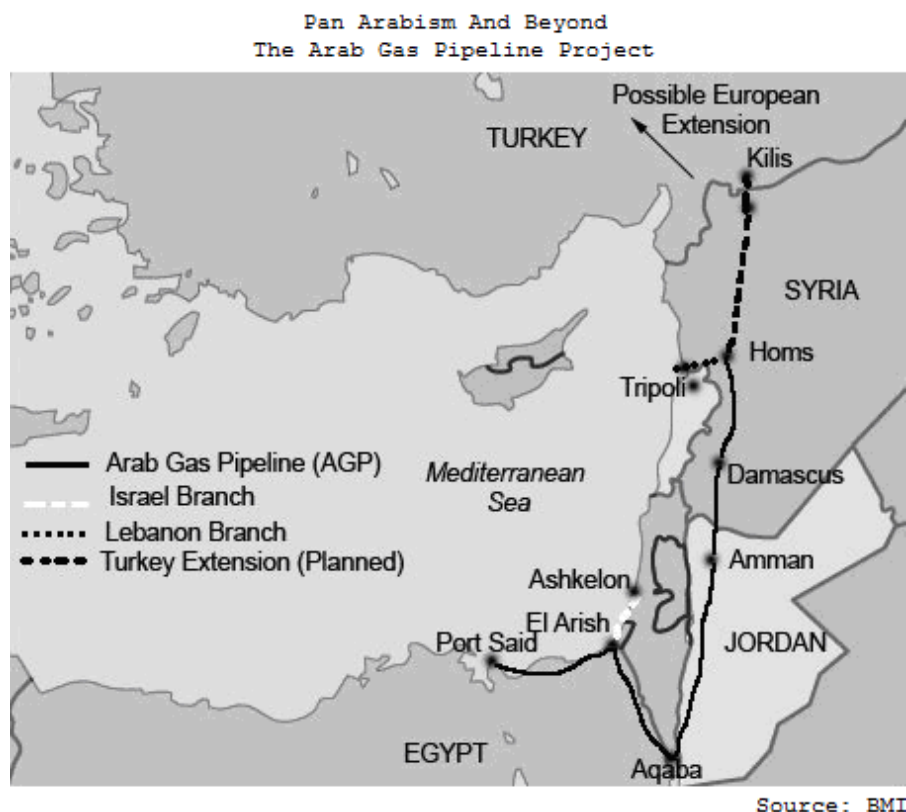 Pan Arabism And Beyond
The Arab Gas Pipeline Project
Possible European
Extension
TURKEY
Kilis
SYRIA
Homs
Tripoli
Arab Gas Pipeline (AGP)
Israel Branch
Lebanon Branch
Turkey Extension (Planned)
Mediterranean
Sea
Damascus
Amman
Ashkelon
El Arish
Port Said
JORDAN
EGYPT
Aqaba
Source: BMI